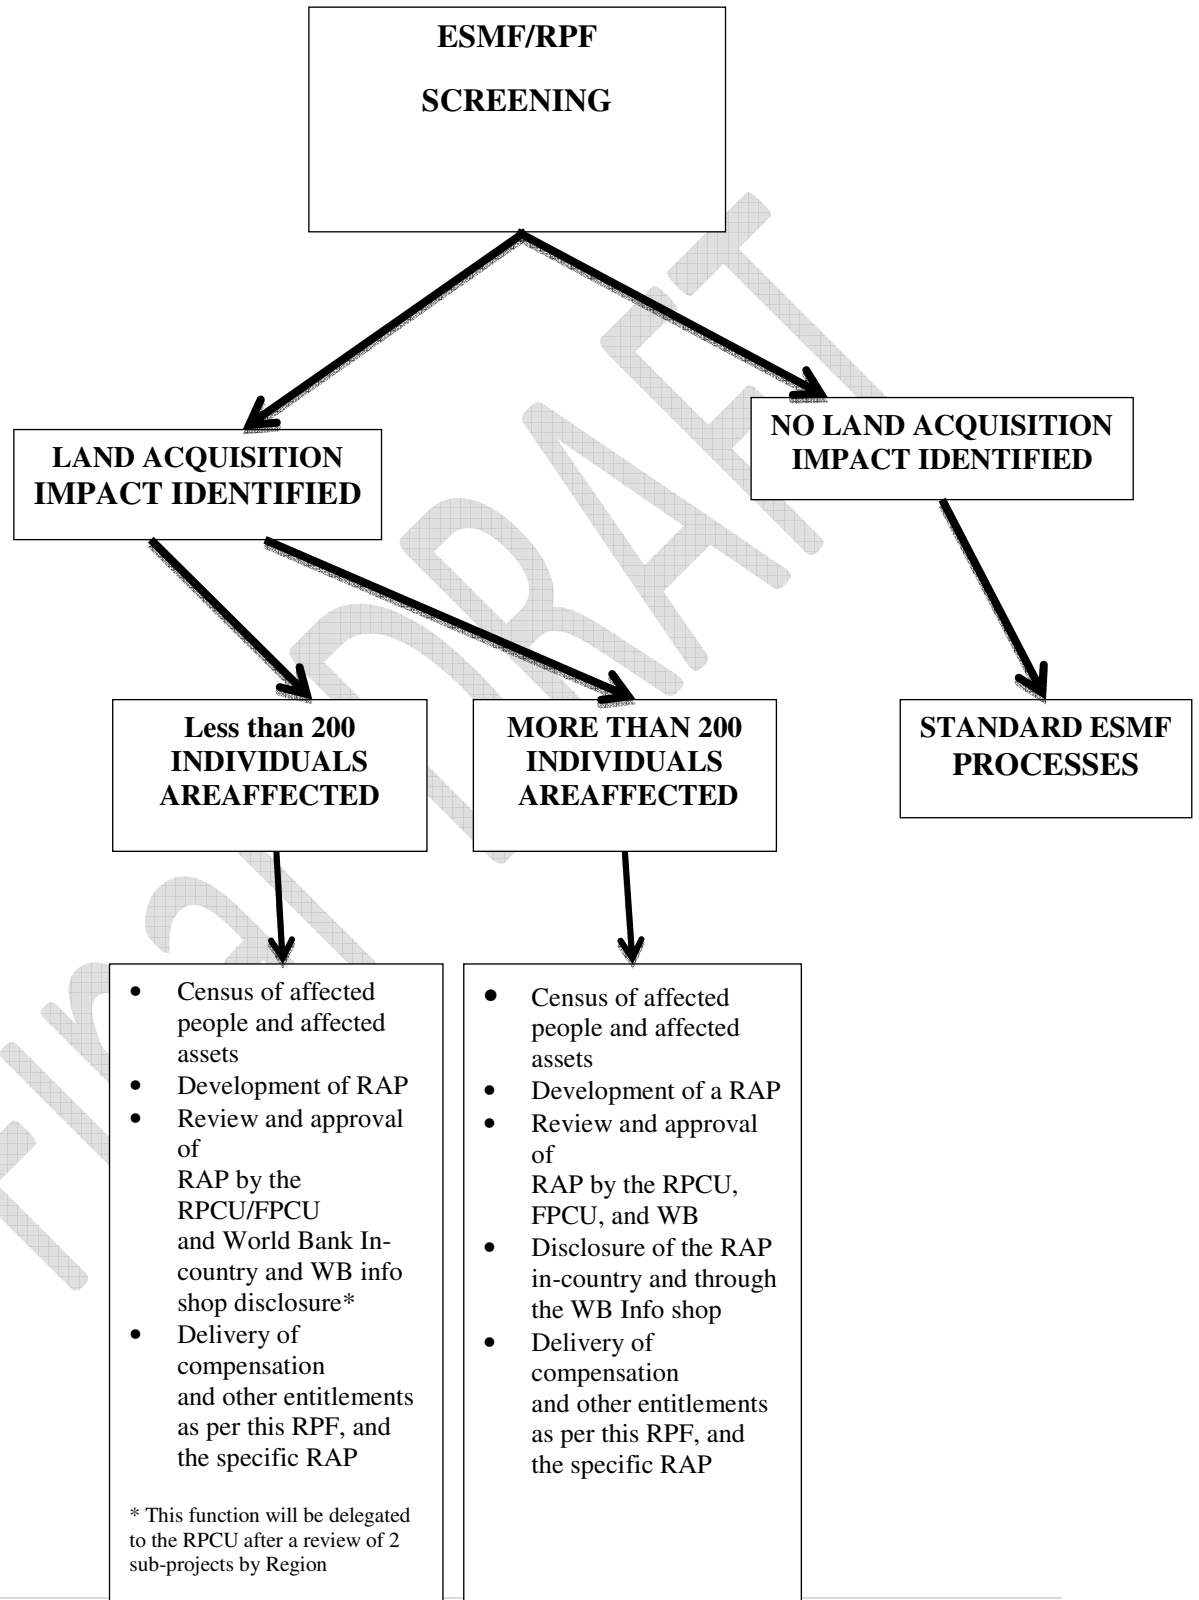 ESMF/RPF
SCREENING
LAND ACQUISITION
IMPACT IDENTIFIED
NO LAND ACQUISITION
IMPACT IDENTIFIED
Less than 200
INDIVIDUALS
AREAFFECTED
MORE THAN 200
INDIVIDUALS
AREAFFECTED
STANDARD ESMF
PROCESSES
• Census of affected
people and affected
assets
• Development of RAP
• Review and approval
of
RAP by the
RPCU/FPCU
and World Bank In-
country and WB info
shop disclosure*
• Delivery of
compensation
and other entitlements
as per this RPF, and
the specific RAP
* This function will be delegated
to the RPCU after a review of 2
sub-projects by Region
• Census of affected
people and affected
assets
• Development of a RAP
• Review and approval
of
RAP by the RPCU,
FPCU, and WB
• Disclosure of the RAP
in-country and through
the WB Info shop
• Delivery of
compensation
and other entitlements
as per this RPF, and
the specific RAP
Final DRAFT